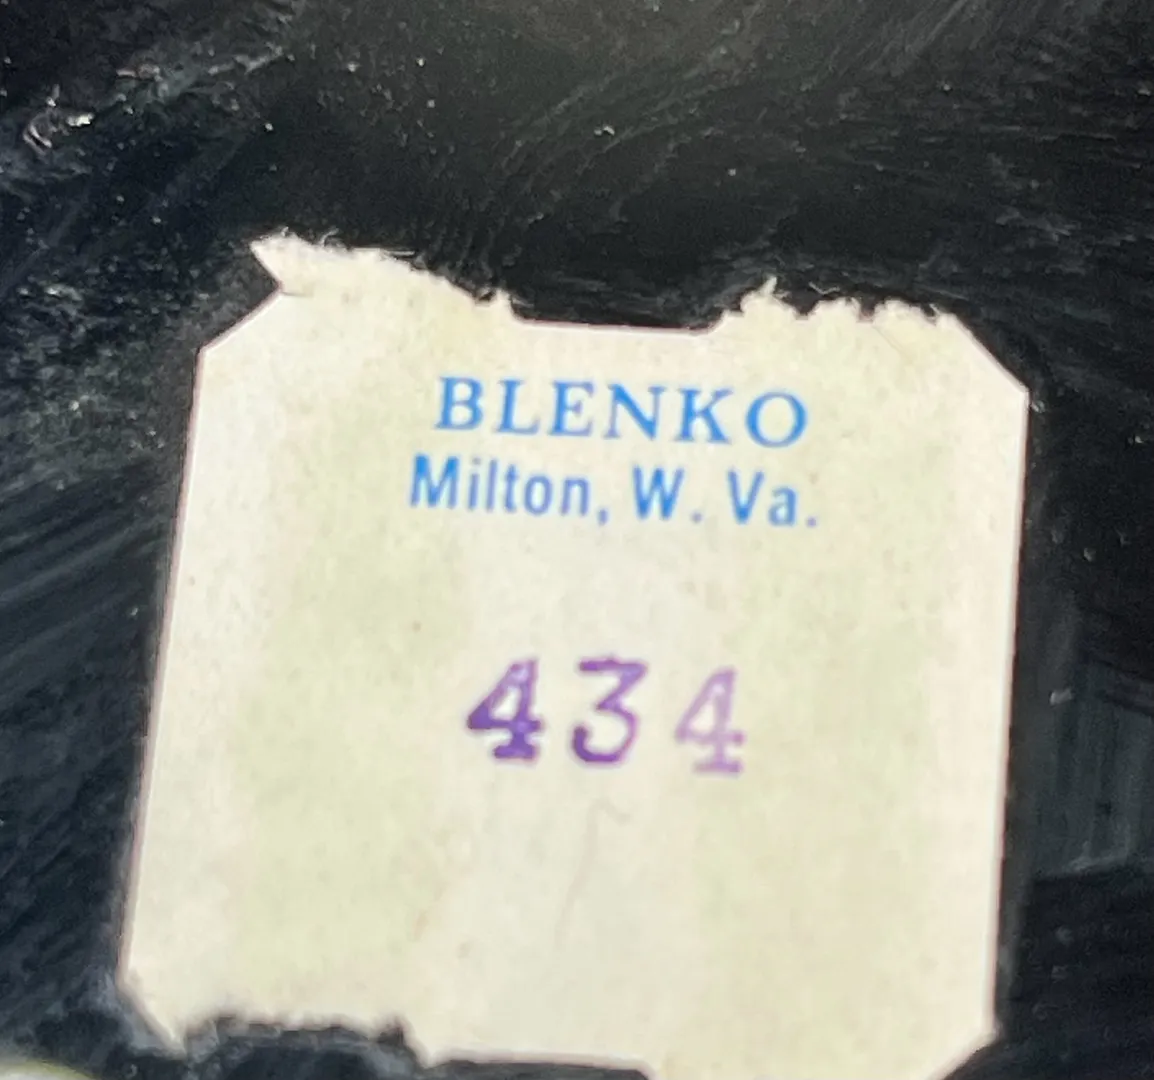 BLENKO
Milton, W. Va.
434